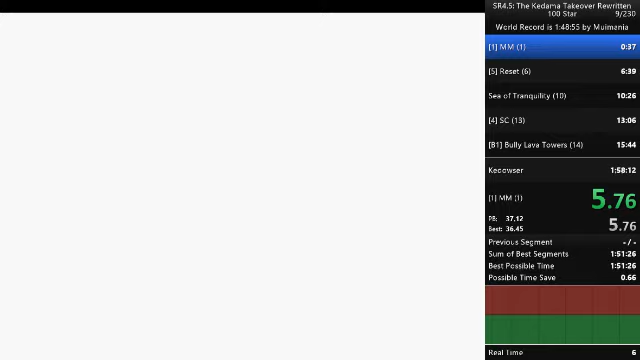 SR4.5: The Kedama Takeover Rewritten
100 Star 9/230
World Record is 1:48:55 by Muimania
[1] MM (1) 0:37
[5] Reset (6) 6:39
Sea of Tranquility (10) 10:26
[4] SC (13) 13:06
[B1] Bully Lava Towers (14) 15:44
Kecowser 1:58:12
[1] MM (1) 5.76
PB: 37.12
Best: 36.45 5.76
Previous Segment - / -
Sum of Best Segments 1:51:26
Best Possible Time 1:51:26
Possible Time Save 0.66
Real Time 6